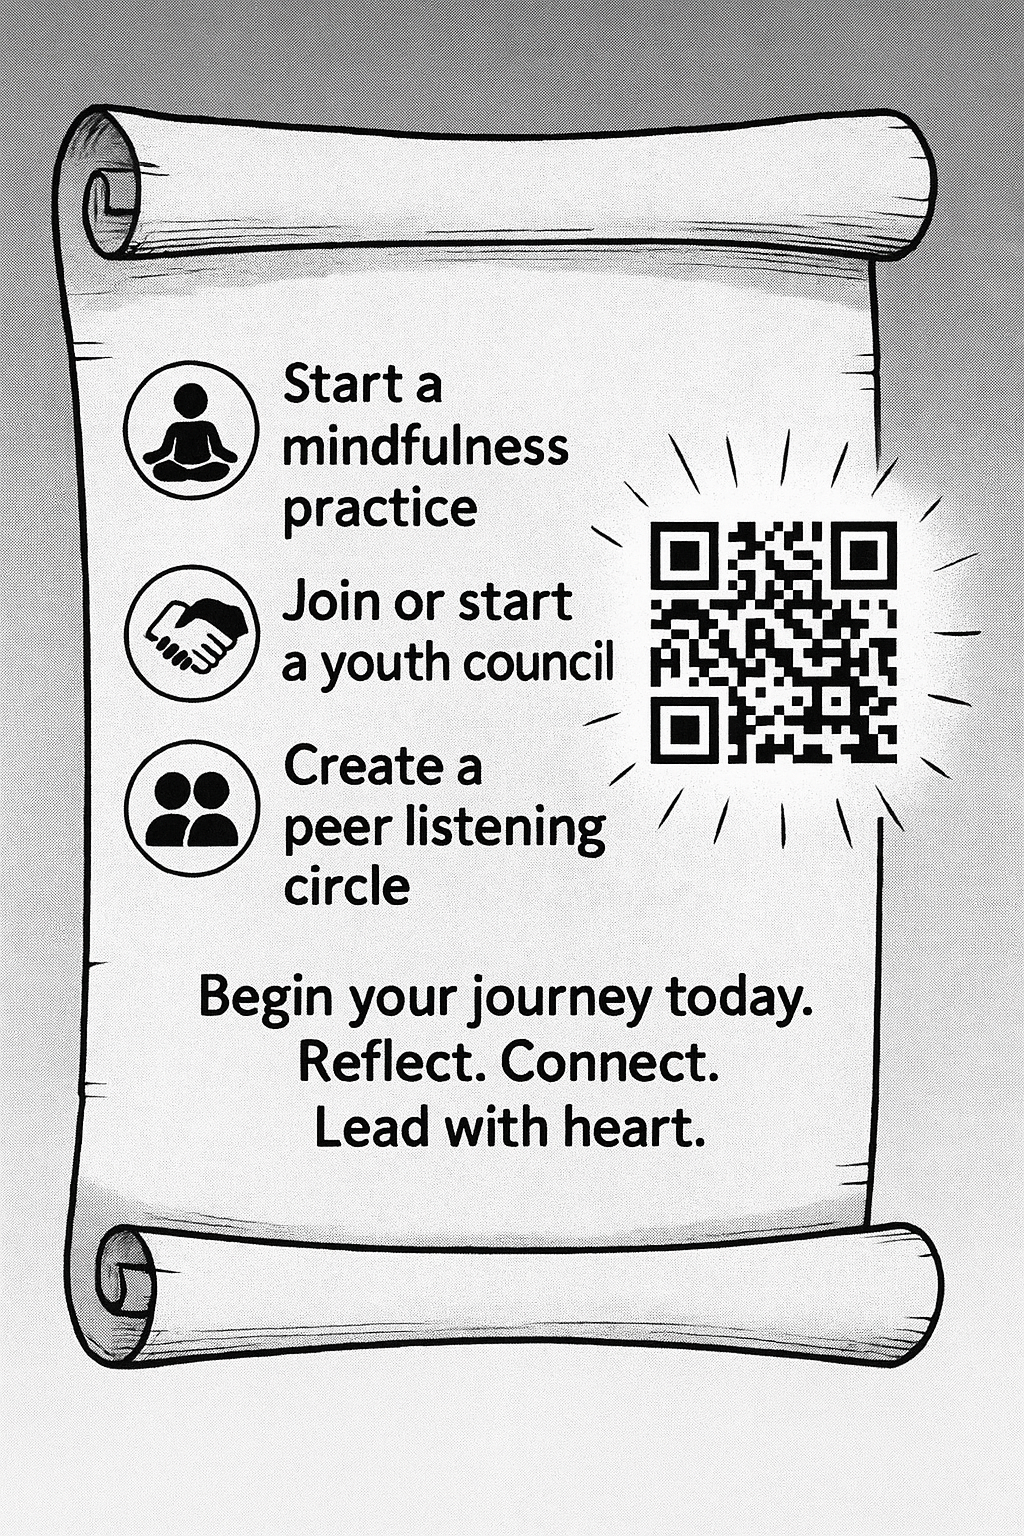 Start a
mindfulness
practice
Join or start
a youth council
Create a
peer listening
circle
Begin your journey today.
Reflect. Connect.
Lead with heart.